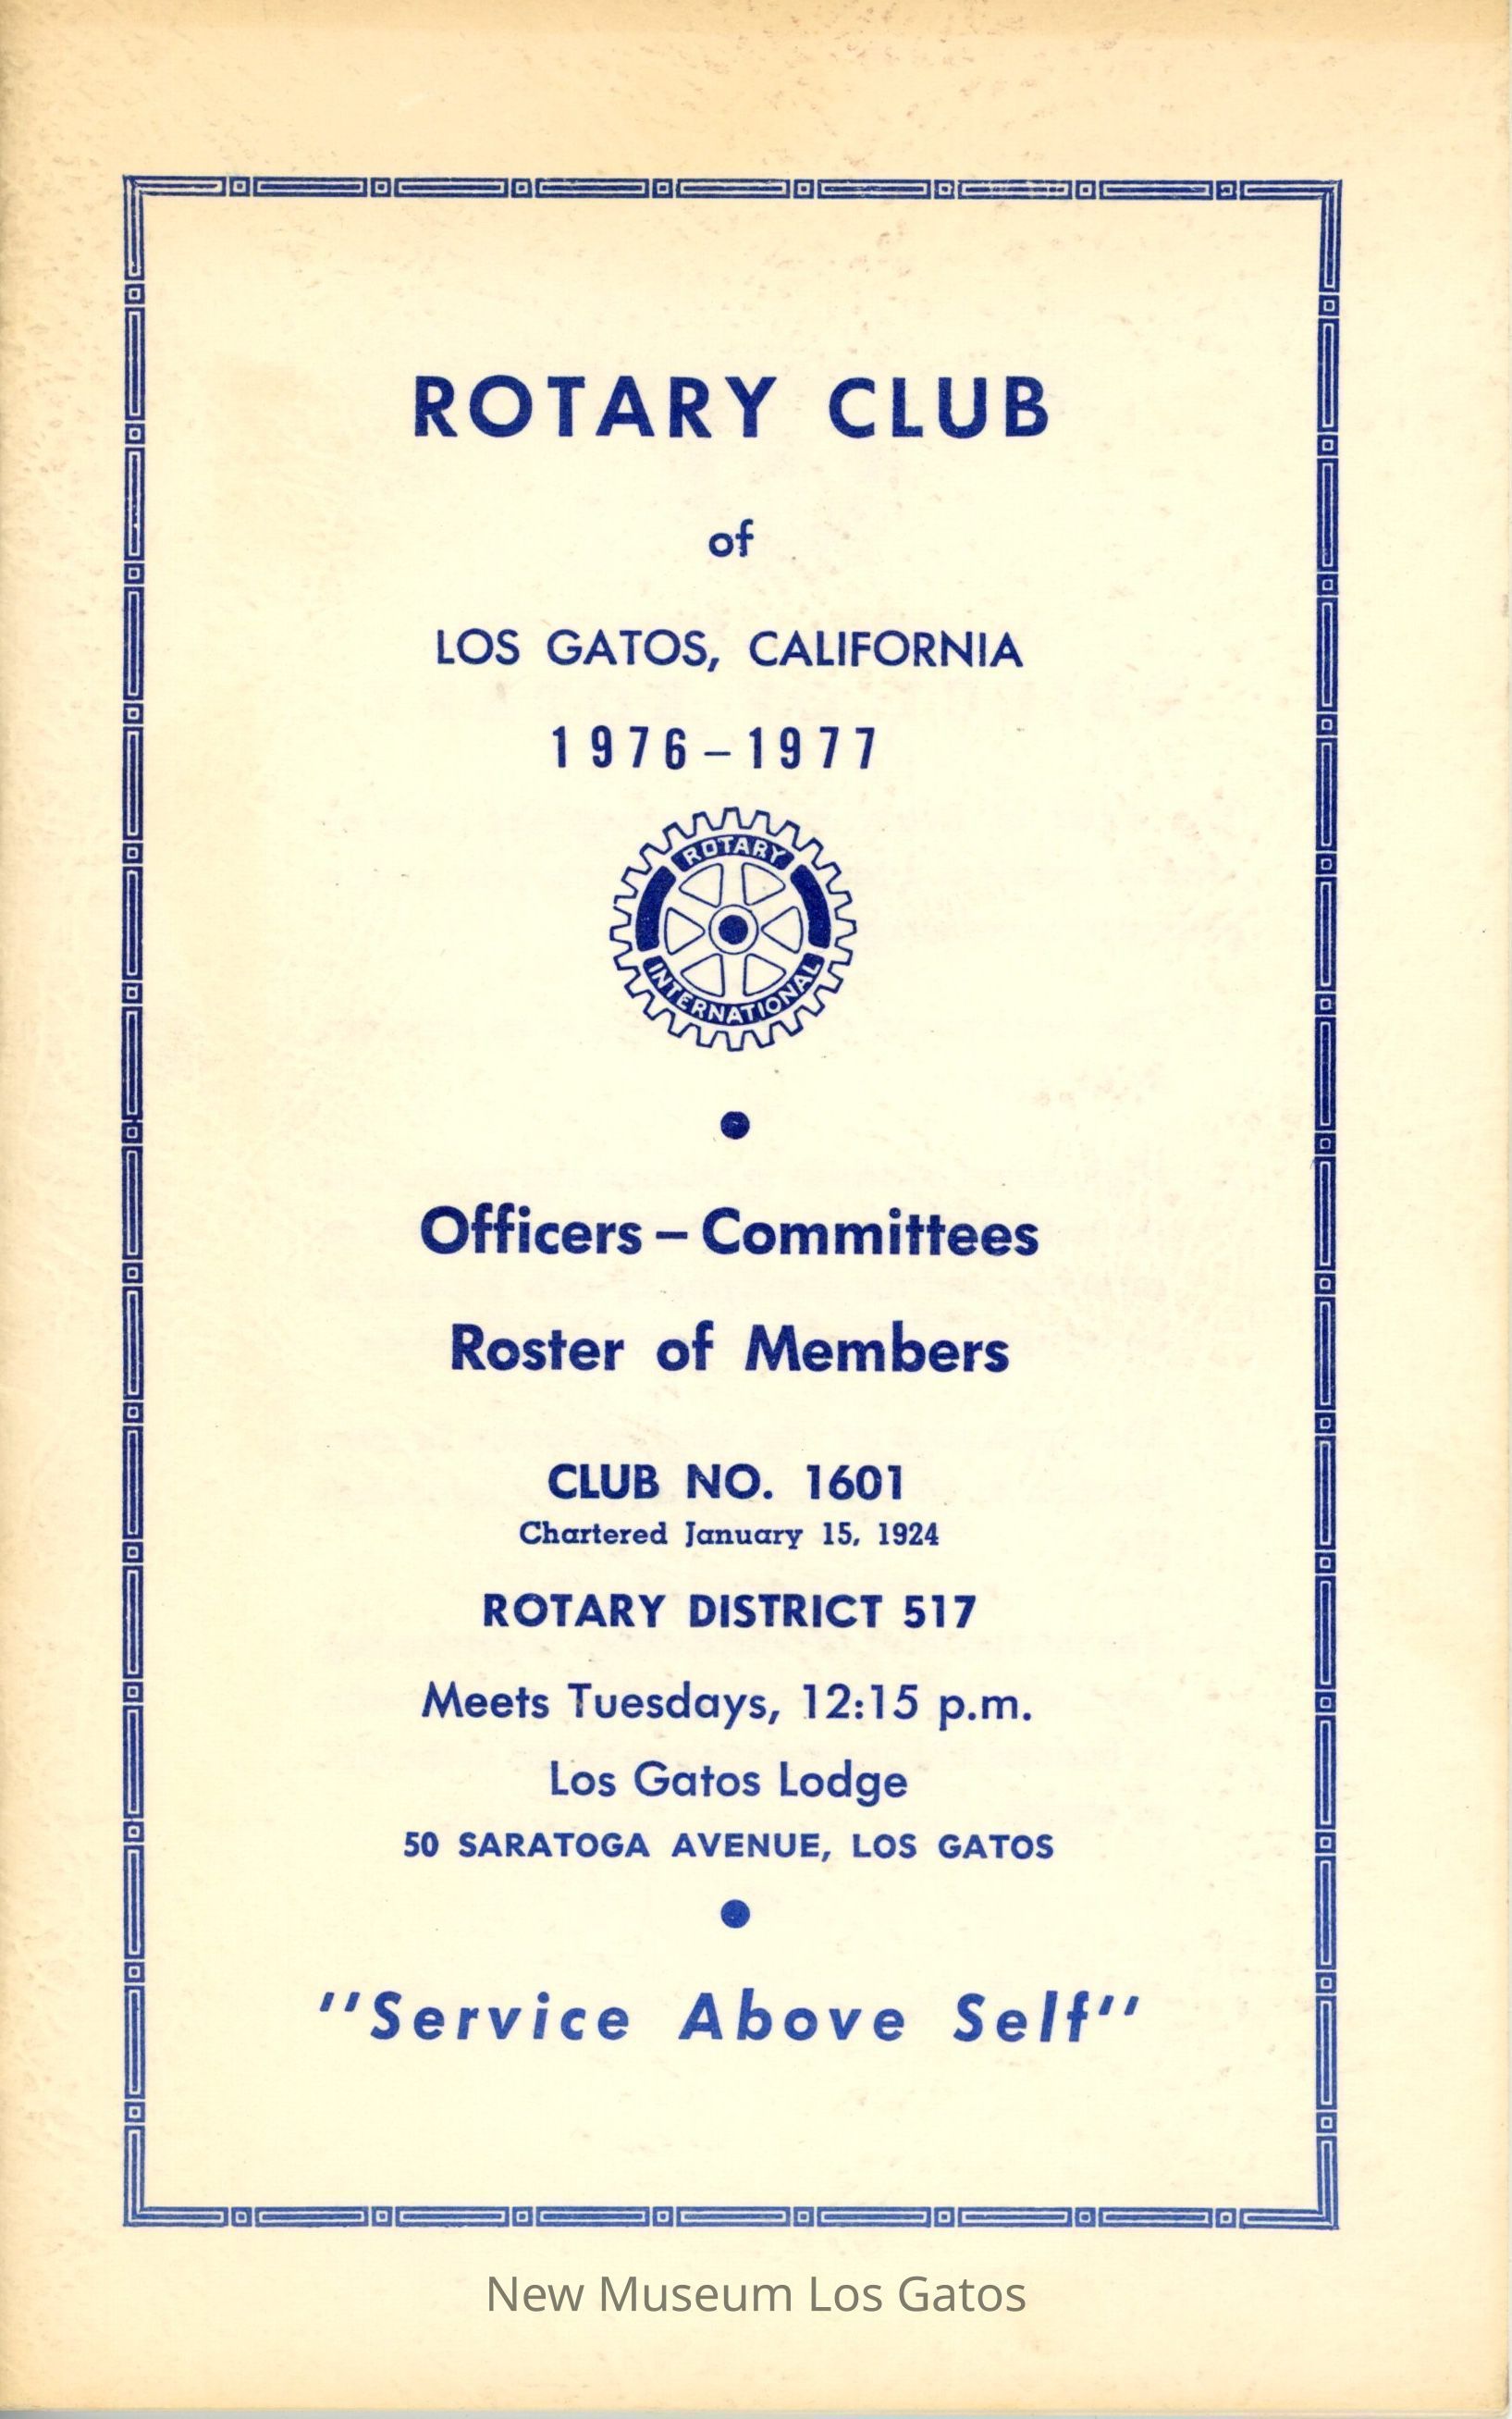 ROTARY CLUB
of
LOS GATOS, CALIFORNIA
1976–1977
ROTARY
INTERNATIONAL
Officers – Committees
Roster of Members
CLUB NO. 1601
Chartered January 15, 1924
ROTARY DISTRICT 517
Meets Tuesdays, 12:15 p.m.
Los Gatos Lodge
50 SARATOGA AVENUE, LOS GATOS
"Service Above Self"
New Museum Los Gatos